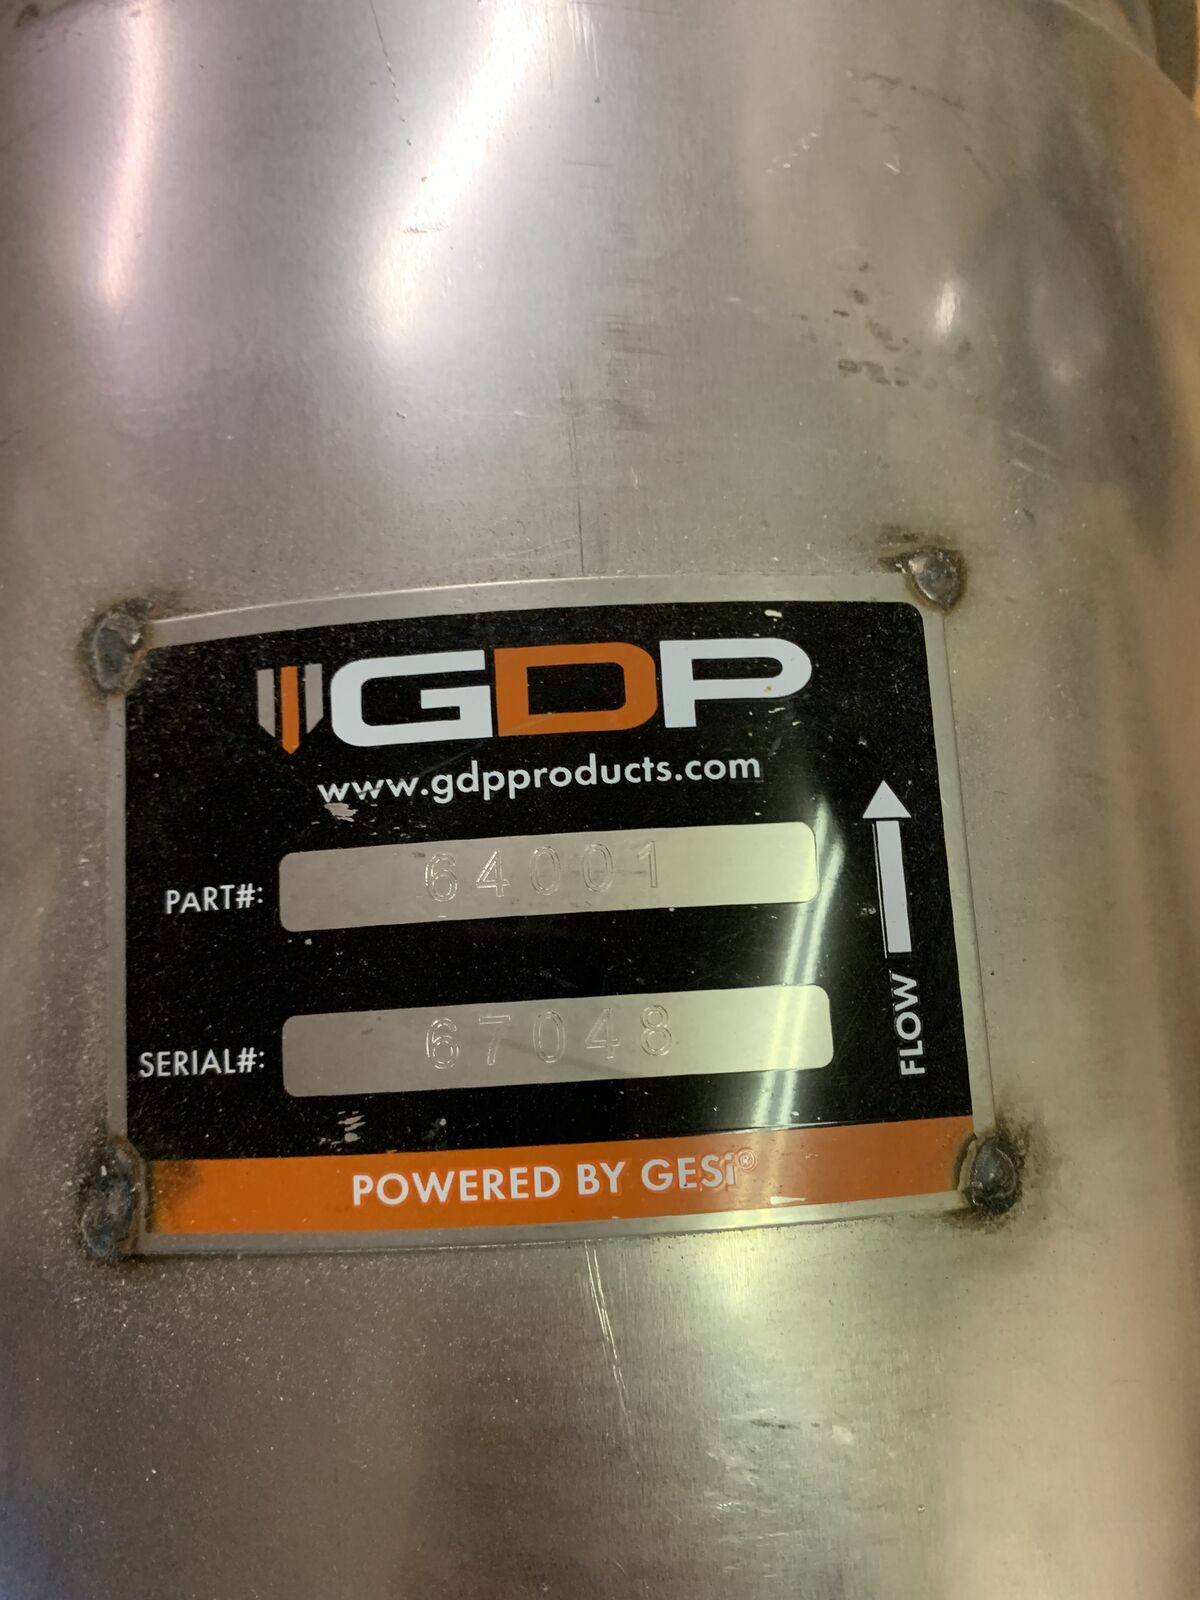 GDP
www.gdpproducts.com
PART#: 64001
SERIAL#: 67048
FLOW
POWERED BY GESi®